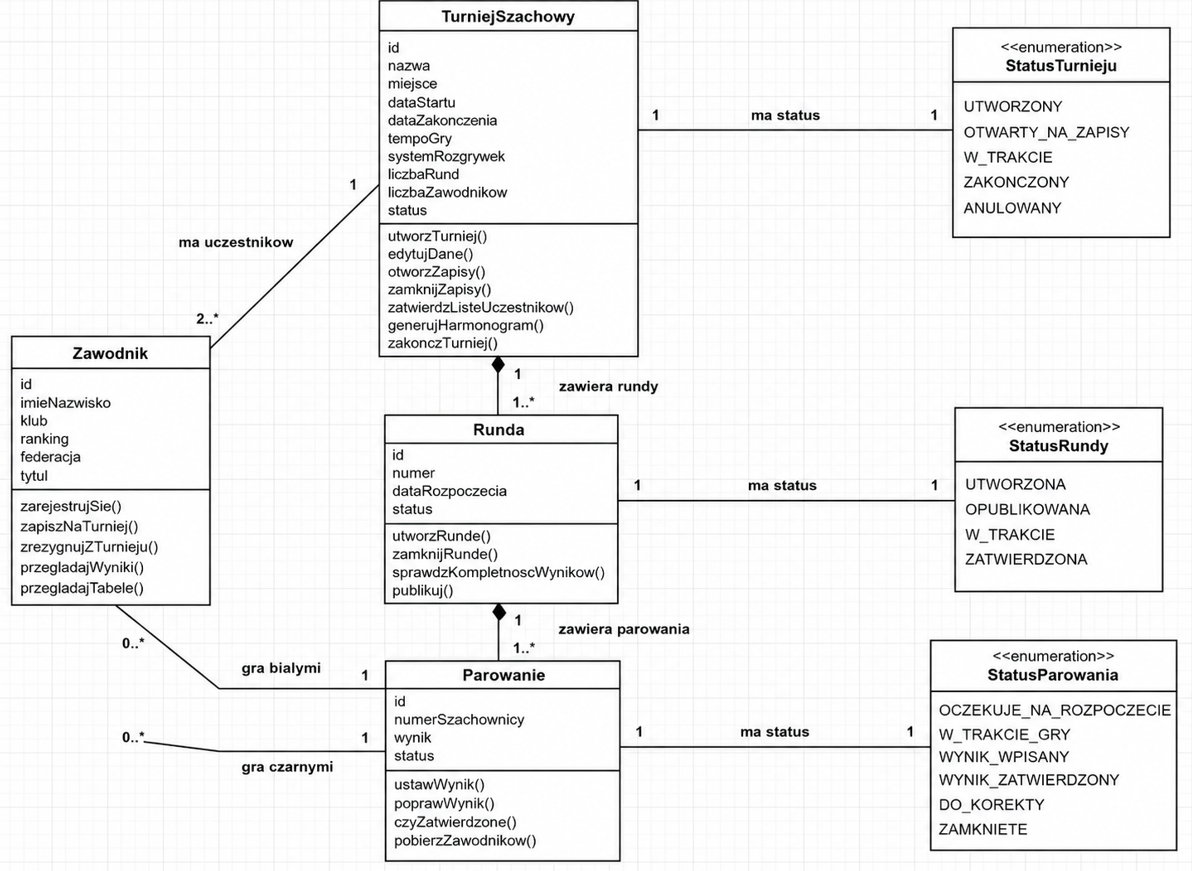 TurniejSzachowy
id
nazwa
miejsce
dataStartu
dataZakonczenia
tempoGry
systemRozgrywek
liczbaRund
liczbaZawodnikow
status
utworzTurniej()
edytujDane()
otworzZapisy()
zamknijZapisy()
zatwierdzListeUczestnikow()
generujHarmonogram()
zakonczTurniej()
1 ma status 1
<<enumeration>>
StatusTurnieju
UTWORZONY
OTWARTY_NA_ZAPISY
W_TRAKCIE
ZAKONCZONY
ANULOWANY
1
ma uczestnikow
2..*
Zawodnik
id
imieNazwisko
klub
ranking
federacja
tytul
zarejestrujSie()
zapiszNaTurniej()
zrezygnujZTurnieju()
przegladajWyniki()
przegladajTabele()
1
zawiera rundy
1..*
Runda
id
numer
dataRozpoczecia
status
utworzRunde()
zamknijRunde()
sprawdzKompletnoscWynikow()
publikuj()
1 ma status 1
<<enumeration>>
StatusRundy
UTWORZONA
OPUBLIKOWANA
W_TRAKCIE
ZATWIERDZONA
1
zawiera parowania
1..*
0..*
gra bialymi
1
0..*
1
gra czarnymi
Parowanie
id
numerSzachownicy
wynik
status
ustawWynik()
poprawWynik()
czyZatwierdzone()
pobierzZawodnikow()
1 ma status 1
<<enumeration>>
StatusParowania
OCZEKUJE_NA_ROZPOCZECIE
W_TRAKCIE_GRY
WYNIK_WPISANY
WYNIK_ZATWIERDZONY
DO_KOREKTY
ZAMKNIETE